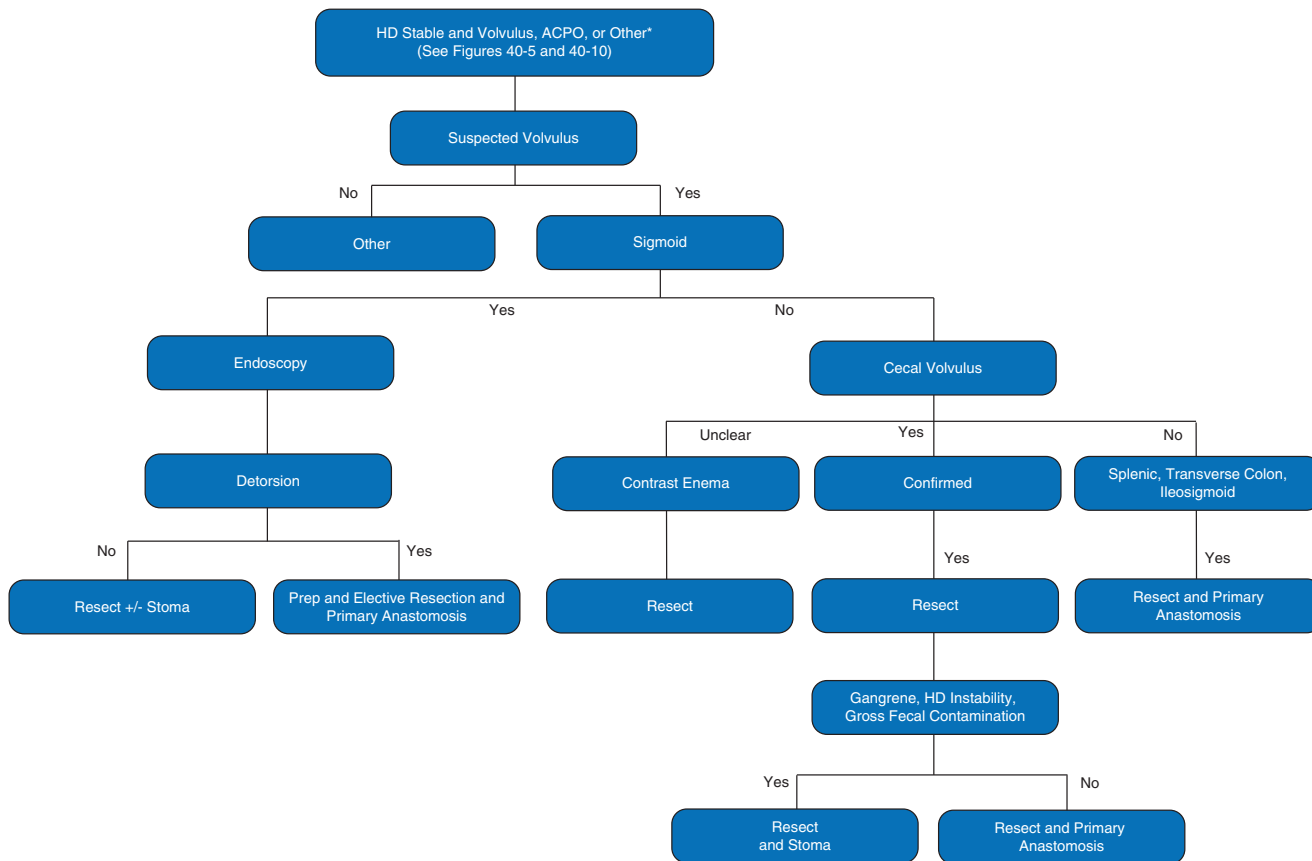 HD Stable and Volvulus, ACPO, or Other*
(See Figures 40-5 and 40-10)
Suspected Volvulus
No
Yes
Other
Sigmoid
Yes
No
Endoscopy
Cecal Volvulus
Unclear
Yes
No
Detorsion
Contrast Enema
Confirmed
Splenic, Transverse Colon,
Ileosigmoid
No
Yes
Yes
Yes
Resect +/- Stoma
Prep and Elective Resection and
Primary Anastomosis
Resect
Resect
Resect and Primary
Anastomosis
Gangrene, HD Instability,
Gross Fecal Contamination
Yes
No
Resect
and Stoma
Resect and Primary
Anastomosis